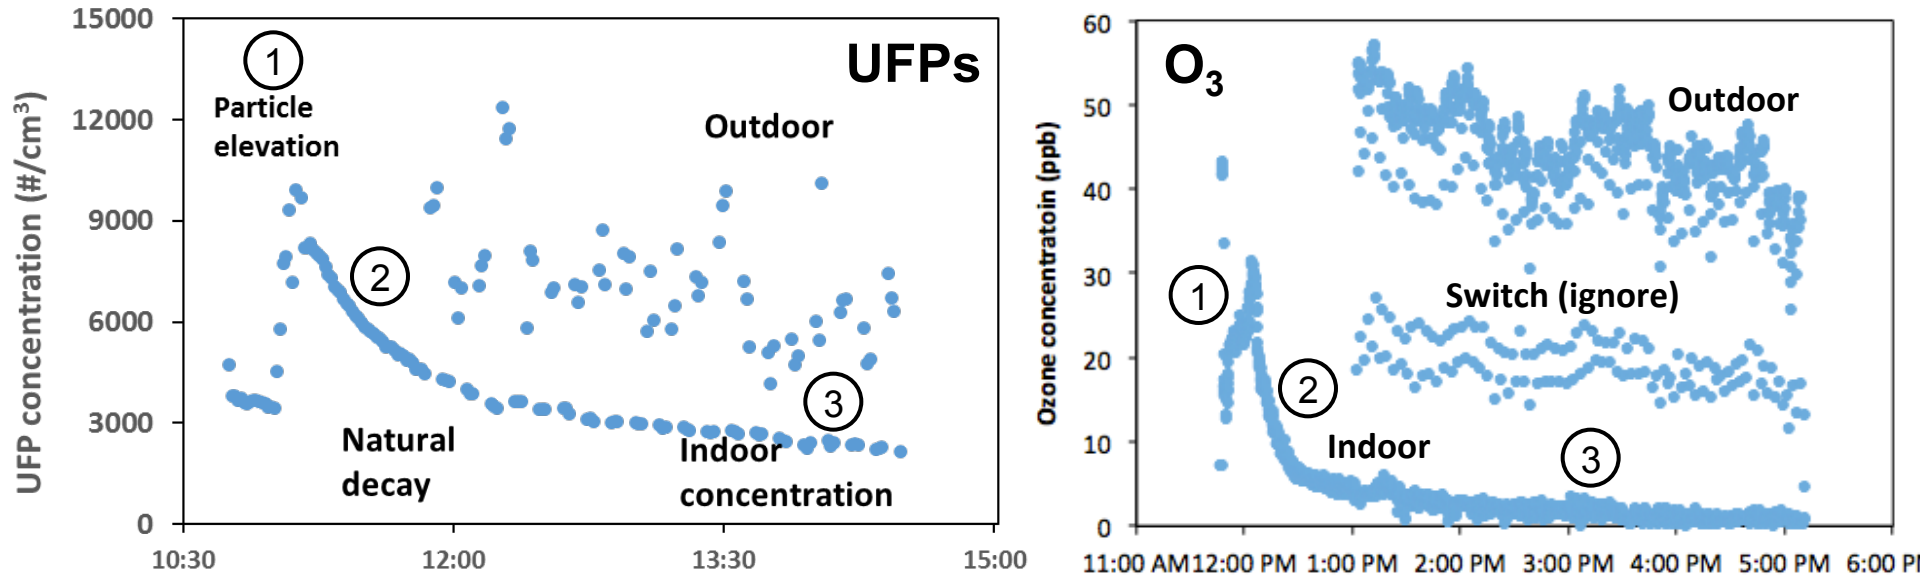 15000
12000
9000
6000
3000
0
UFP concentration (#/cm³)
10:30
12:00
13:30
15:00
1
Particle
elevation
UFPs
Outdoor
2
3
Natural
decay
Indoor
concentration
60
50
40
30
20
10
0
Ozone concentratoin (ppb)
11:00 AM
12:00 PM
1:00 PM
2:00 PM
3:00 PM
4:00 PM
5:00 PM
6:00 P
O₃
Outdoor
1
Switch (ignore)
2
Indoor
3